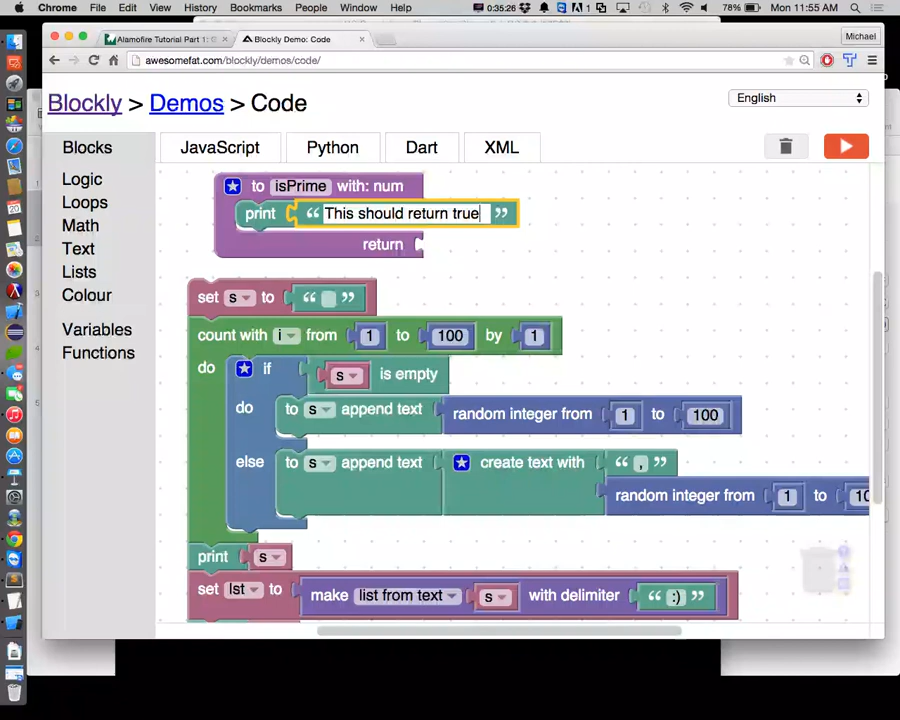 Chrome File Edit View History Bookmarks People Window Help 0:35:26 1 78% Mon 11:55 AM
Alamofire Tutorial Part 1: Blockly Demo: Code Michael
awesomefat.com/blockly/demos/code/
Blockly > Demos > Code
English
Blocks JavaScript Python Dart XML
Logic
Loops
Math
Text
Lists
Colour
Variables
Functions
to isPrime with: num
print “ This should return true ”
return
set s to “ ”
count with i from 1 to 100 by 1
do if s is empty
do to s append text random integer from 1 to 100
else to s append text create text with “ , ”
random integer from 1 to 10
print s
set lst to make list from text s with delimiter “ :) ”